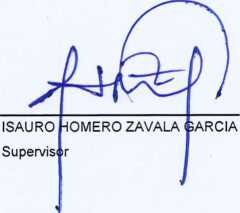 ISAURO HOMERO ZAVALA GARCIA
Supervisor